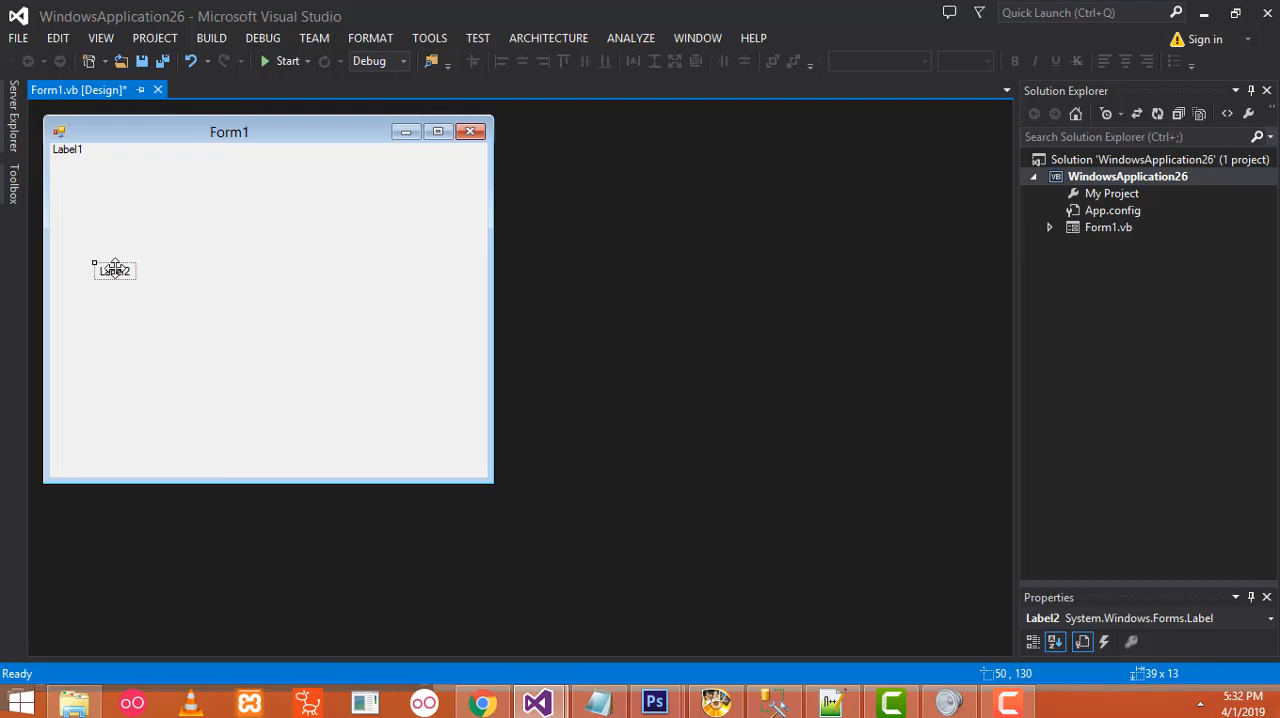 WindowsApplication26 - Microsoft Visual Studio
Quick Launch (Ctrl+Q)
FILE EDIT VIEW PROJECT BUILD DEBUG TEAM FORMAT TOOLS TEST ARCHITECTURE ANALYZE WINDOW HELP
Sign in
Start
Debug
Server Explorer
Toolbox
Form1.vb [Design]*
Form1
Label1
Label2
Solution Explorer
Search Solution Explorer (Ctrl+;)
Solution 'WindowsApplication26' (1 project)
WindowsApplication26
My Project
App.config
Form1.vb
Properties
Label2 System.Windows.Forms.Label
Ready
50 , 130
39 x 13
Ps
5:32 PM
4/1/2019